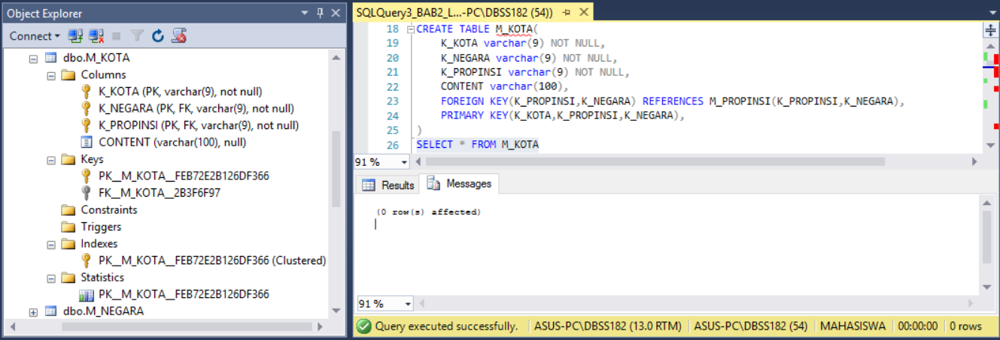 Object Explorer
Connect
dbo.M_KOTA
Columns
K_KOTA (PK, varchar(9), not null)
K_NEGARA (PK, FK, varchar(9), not null)
K_PROPINSI (PK, FK, varchar(9), not null)
CONTENT (varchar(100), null)
Keys
PK__M_KOTA__FEB72E2B126DF366
FK__M_KOTA__2B3F6F97
Constraints
Triggers
Indexes
PK__M_KOTA__FEB72E2B126DF366 (Clustered)
Statistics
PK__M_KOTA__FEB72E2B126DF366
dbo.M_NEGARA
SQLQuery3_BAB2_L...-PC\DBSS182 (54))
18 CREATE TABLE M_KOTA(
19 K_KOTA varchar(9) NOT NULL,
20 K_NEGARA varchar(9) NOT NULL,
21 K_PROPINSI varchar(9) NOT NULL,
22 CONTENT varchar(100),
23 FOREIGN KEY(K_PROPINSI,K_NEGARA) REFERENCES M_PROPINSI(K_PROPINSI,K_NEGARA),
24 PRIMARY KEY(K_KOTA,K_PROPINSI,K_NEGARA),
25 )
26 SELECT * FROM M_KOTA
91 %
Results Messages
(0 row(s) affected)
91 %
Query executed successfully. ASUS-PC\DBSS182 (13.0 RTM) ASUS-PC\DBSS182 (54) MAHASISWA 00:00:00 0 rows